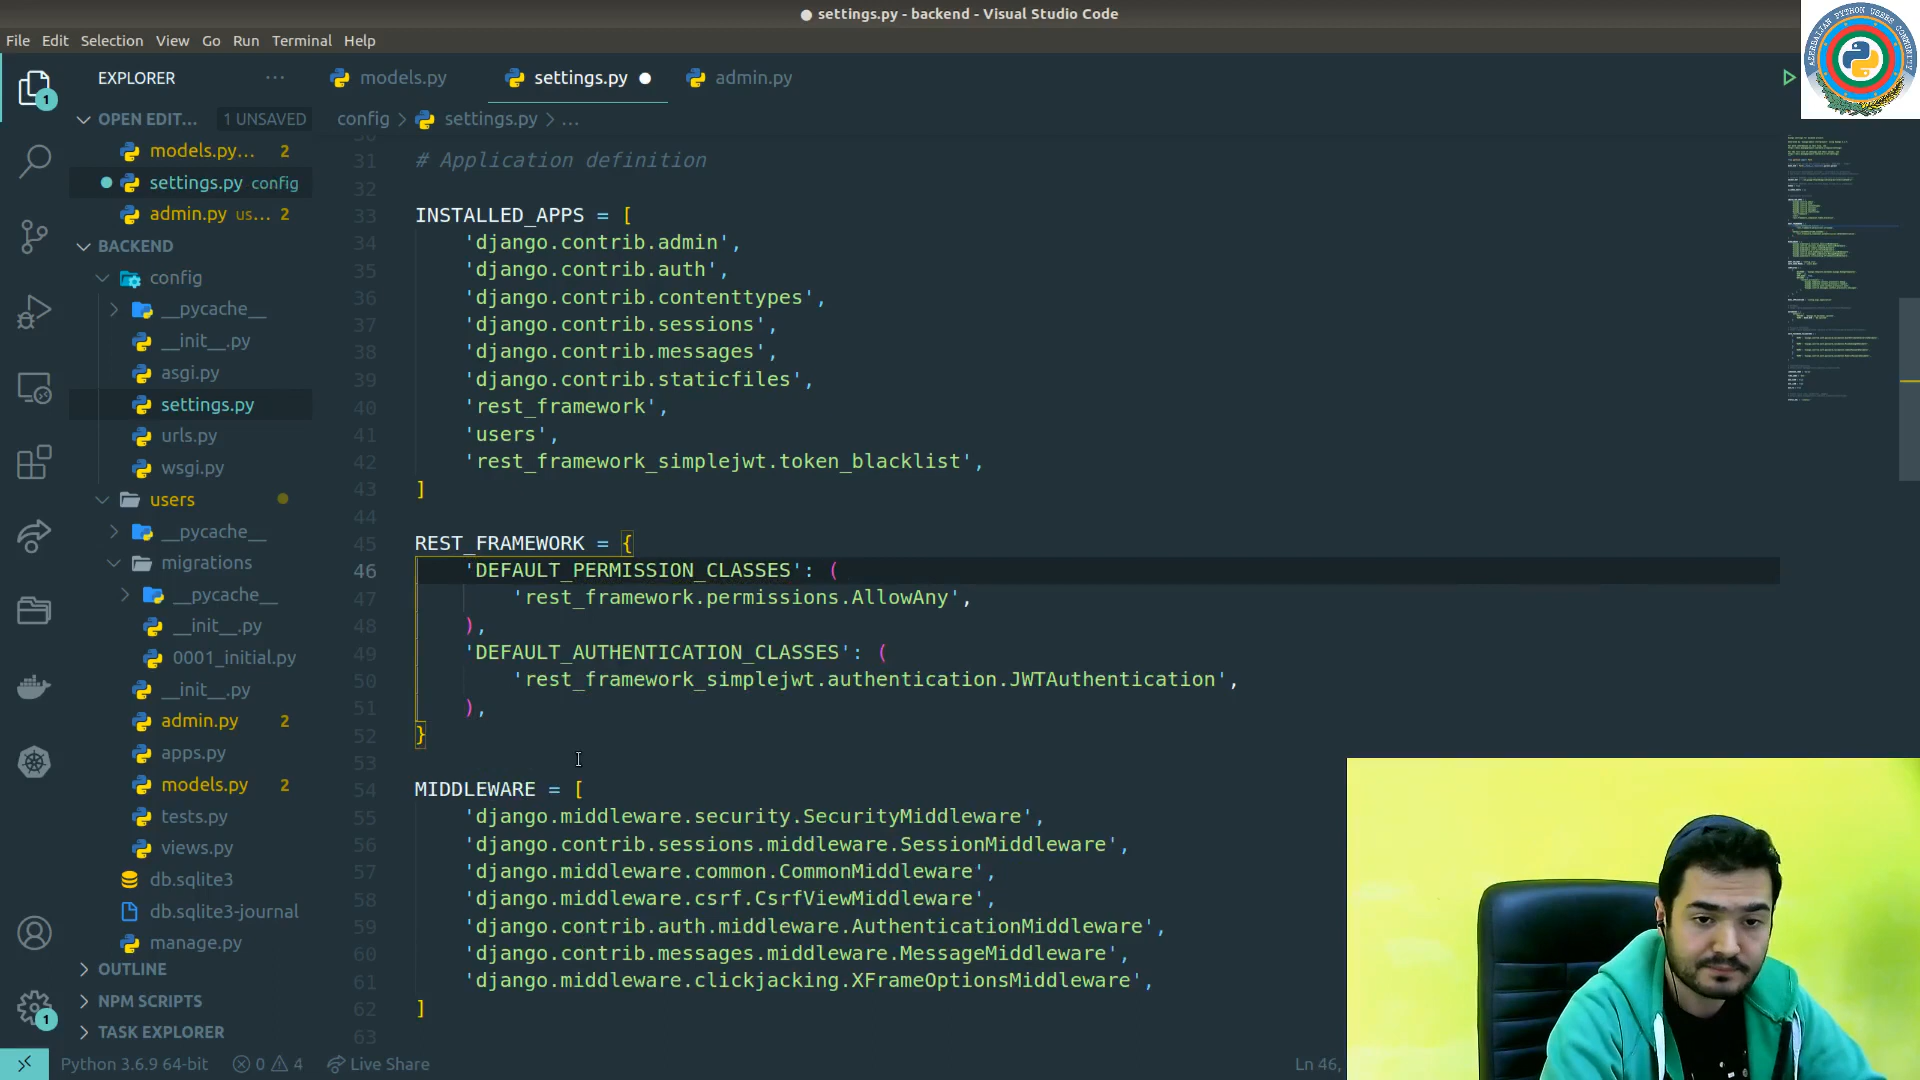 settings.py - backend - Visual Studio Code
File Edit Selection View Go Run Terminal Help
AZERBAIJAN PYTHON USERS COMMUNITY
EXPLORER
models.py
settings.py
admin.py
OPEN EDIT... 1 UNSAVED
models.py... 2
settings.py config
admin.py us... 2
BACKEND
config
__pycache__
__init__.py
asgi.py
settings.py
urls.py
wsgi.py
users
__pycache__
migrations
__pycache__
__init__.py
0001_initial.py
__init__.py
admin.py 2
apps.py
models.py 2
tests.py
views.py
db.sqlite3
db.sqlite3-journal
manage.py
OUTLINE
NPM SCRIPTS
TASK EXPLORER
1
1
config > settings.py > ...
31 # Application definition
32
33 INSTALLED_APPS = [
34 'django.contrib.admin',
35 'django.contrib.auth',
36 'django.contrib.contenttypes',
37 'django.contrib.sessions',
38 'django.contrib.messages',
39 'django.contrib.staticfiles',
40 'rest_framework',
41 'users',
42 'rest_framework_simplejwt.token_blacklist',
43 ]
44
45 REST_FRAMEWORK = {
46 'DEFAULT_PERMISSION_CLASSES': (
47 'rest_framework.permissions.AllowAny',
48 ),
49 'DEFAULT_AUTHENTICATION_CLASSES': (
50 'rest_framework_simplejwt.authentication.JWTAuthentication',
51 ),
52 }
53
54 MIDDLEWARE = [
55 'django.middleware.security.SecurityMiddleware',
56 'django.contrib.sessions.middleware.SessionMiddleware',
57 'django.middleware.common.CommonMiddleware',
58 'django.middleware.csrf.CsrfViewMiddleware',
59 'django.contrib.auth.middleware.AuthenticationMiddleware',
60 'django.contrib.messages.middleware.MessageMiddleware',
61 'django.middleware.clickjacking.XFrameOptionsMiddleware',
62 ]
63
Python 3.6.9 64-bit 0 4 Live Share Ln 46,